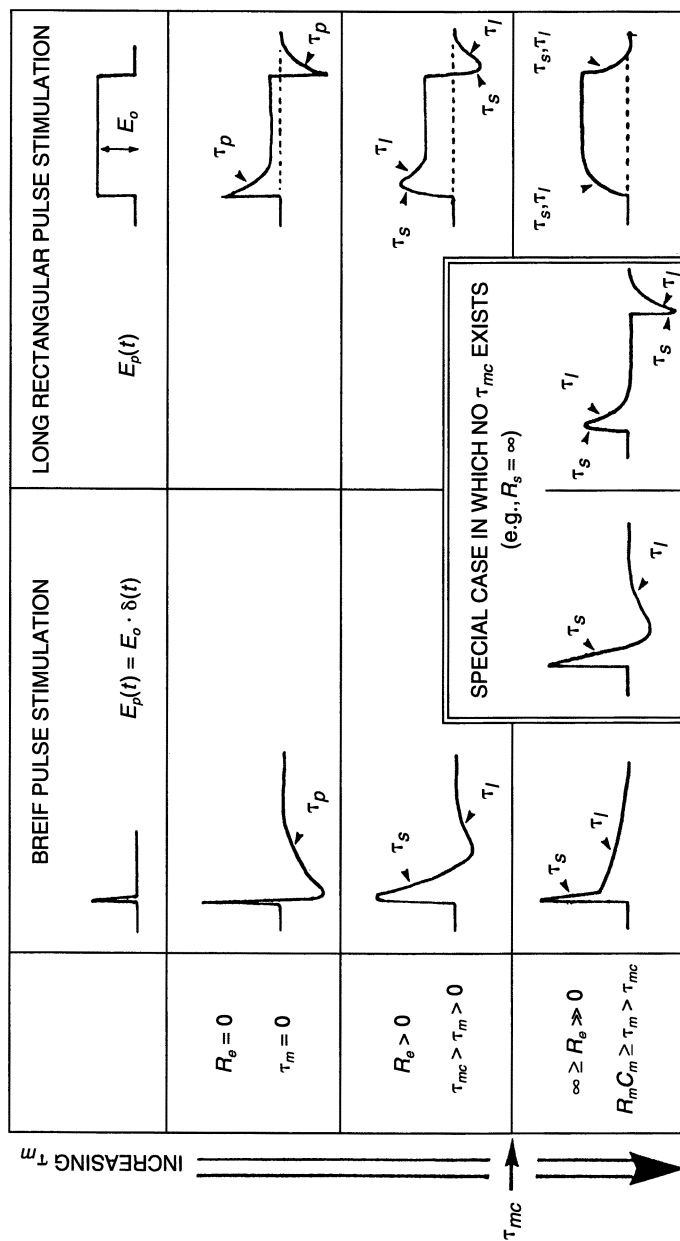 BREIF PULSE STIMULATION
LONG RECTANGULAR PULSE STIMULATION
E_p(t) = E_o · δ(t)
E_p(t)
E_o
INCREASING τ_m
R_e = 0
τ_m = 0
τ_p
τ_p
τ_p
R_e > 0
τ_mc > τ_m > 0
τ_s
τ_l
τ_s
τ_l
τ_s
τ_l
τ_mc
∞ ≥ R_e ≫ 0
R_m C_m ≥ τ_m > τ_mc
τ_s
τ_l
SPECIAL CASE IN WHICH NO τ_mc EXISTS
(e.g., R_s = ∞)
τ_s
τ_l
τ_s
τ_l
τ_s
τ_l
τ_s,τ_l
τ_s,τ_l